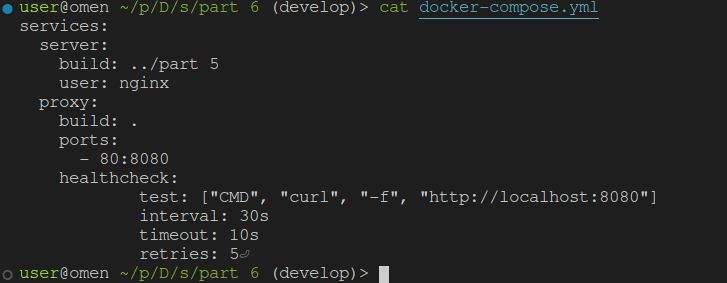 user@omen ~/p/D/s/part 6 (develop)> cat docker-compose.yml
services:
  server:
    build: ../part 5
    user: nginx
  proxy:
    build: .
    ports:
      - 80:8080
    healthcheck:
            test: ["CMD", "curl", "-f", "http://localhost:8080"]
            interval: 30s
            timeout: 10s
            retries: 5⏎
user@omen ~/p/D/s/part 6 (develop)>